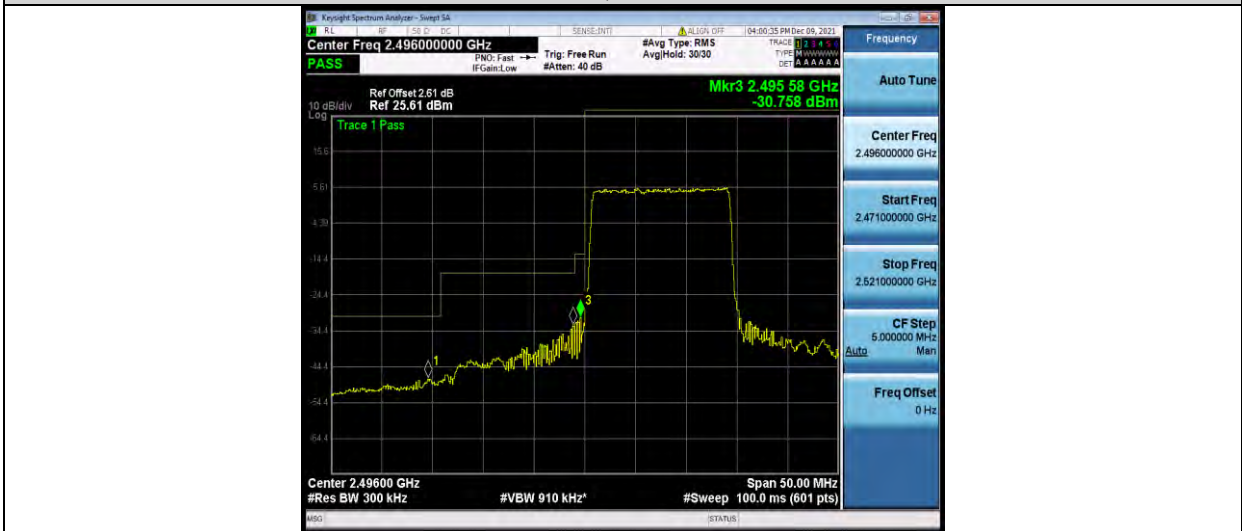 Keysight Spectrum Analyzer - Swept SA
RL RF 50 Ω DC SENSE:INT ALIGN OFF 04:00:35 PM Dec 09, 2021
Center Freq 2.496000000 GHz
PASS
PNO: Fast
IFGain:Low
Trig: Free Run
#Atten: 40 dB
#Avg Type: RMS
Avg|Hold: 30/30
TRACE 1 2 3 4 5 6
TYPE MWWWWW
DET A A A A A A
Ref Offset 2.61 dB
10 dB/div Ref 25.61 dBm
Log
Mkr3 2.495 58 GHz
-30.758 dBm
Trace 1 Pass
15.6
5.61
-4.39
-14.4
-24.4
-34.4
-44.4
-54.4
-64.4
3
1
Center 2.49600 GHz Span 50.00 MHz
#Res BW 300 kHz #VBW 910 kHz* #Sweep 100.0 ms (601 pts)
MSG STATUS
Frequency
Auto Tune
Center Freq
2.496000000 GHz
Start Freq
2.471000000 GHz
Stop Freq
2.521000000 GHz
CF Step
5.000000 MHz
Auto Man
Freq Offset
0 Hz